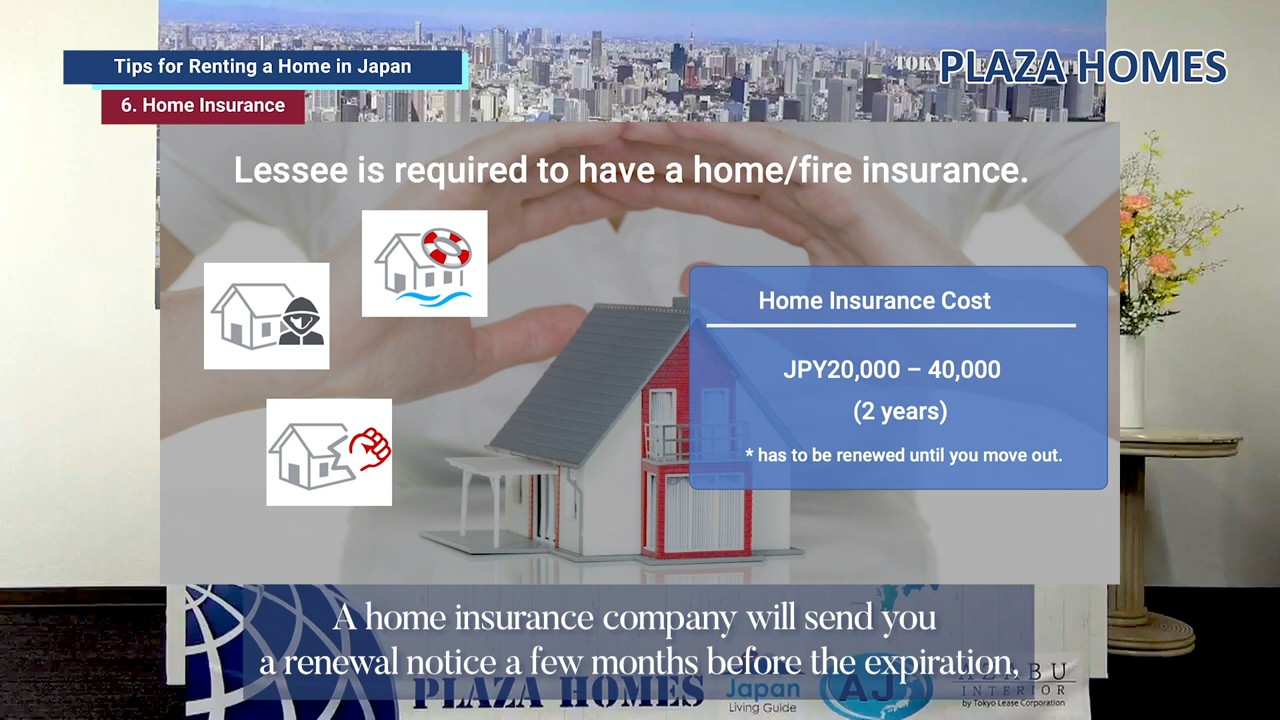 Tips for Renting a Home in Japan
PLAZA HOMES
6. Home Insurance
Lessee is required to have a home/fire insurance.
Home Insurance Cost
JPY20,000 – 40,000
(2 years)
* has to be renewed until you move out.
A home insurance company will send you
a renewal notice a few months before the expiration,
PLAZA HOMES
Japan
Living Guide
AJ
AZABU
INTERIOR
by Tokyo Lease Corporation